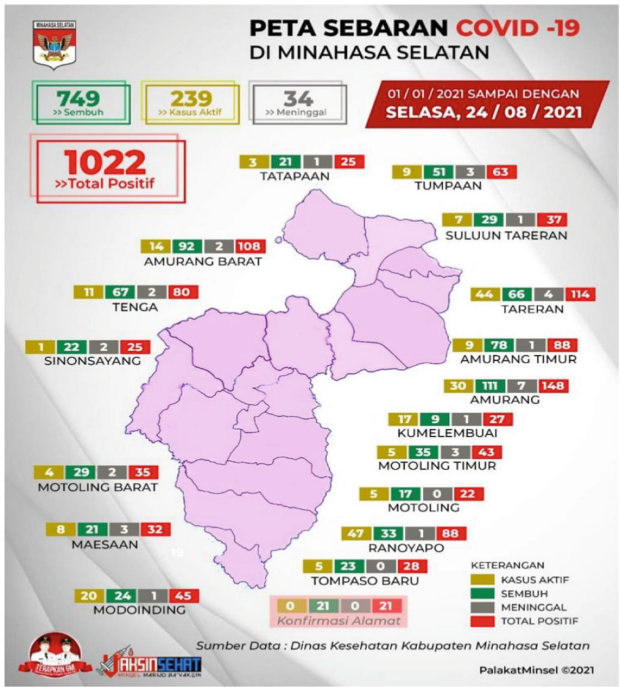 MINAHASA SELATAN
PETA SEBARAN COVID -19
DI MINAHASA SELATAN
749
>> Sembuh
239
>> Kasus Aktif
34
>> Meninggal
01 / 01 / 2021 SAMPAI DENGAN
SELASA, 24 / 08 / 2021
1022
>>Total Positif
3 21 1 25
TATAPAAN
9 51 3 63
TUMPAAN
7 29 1 37
SULUUN TARERAN
14 92 2 108
AMURANG BARAT
11 67 2 80
TENGA
44 66 4 114
TARERAN
1 22 2 25
SINONSAYANG
9 78 1 88
AMURANG TIMUR
30 111 7 148
AMURANG
17 9 1 27
KUMELEMBUAI
5 35 3 43
MOTOLING TIMUR
4 29 2 35
MOTOLING BARAT
5 17 0 22
MOTOLING
8 21 3 32
MAESAAN
47 33 1 88
RANOYAPO
5 23 0 28
TOMPASO BARU
20 24 1 45
MODOINDING
0 21 0 21
Konfirmasi Alamat
KETERANGAN
KASUS AKTIF
SEMBUH
MENINGGAL
TOTAL POSITIF
Sumber Data : Dinas Kesehatan Kabupaten Minahasa Selatan
VAKSINSEHAT
PalakatMinsel ©2021